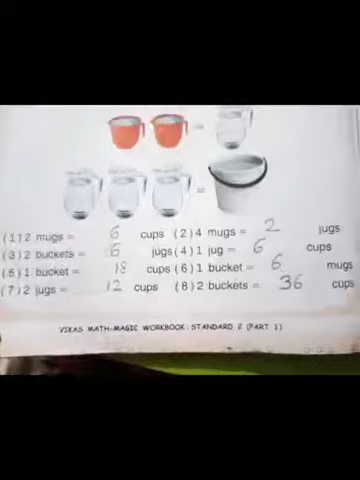 =
=
(1) 2 mugs = 6 cups (2) 4 mugs = 2 jugs
(3) 2 buckets = 6 jugs (4) 1 jug = 6 cups
(5) 1 bucket = 18 cups (6) 1 bucket = 6 mugs
(7) 2 jugs = 12 cups (8) 2 buckets = 36 cups
VIKAS MATH-MAGIC WORKBOOK : STANDARD 2 (PART 1)